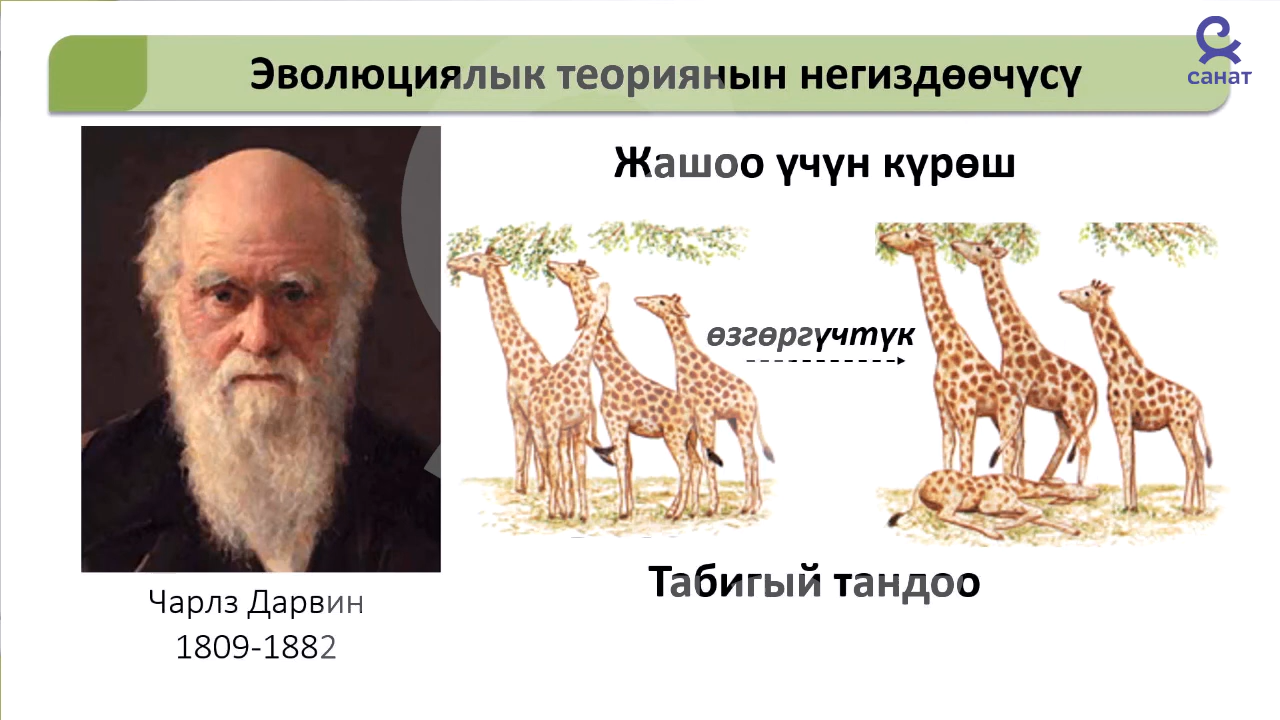 Эволюциялык теориянын негиздөөчүсү
санат
Жашоо үчүн күрөш
өзгөргүчтүк
Табигый тандоо
Чарлз Дарвин
1809-1882